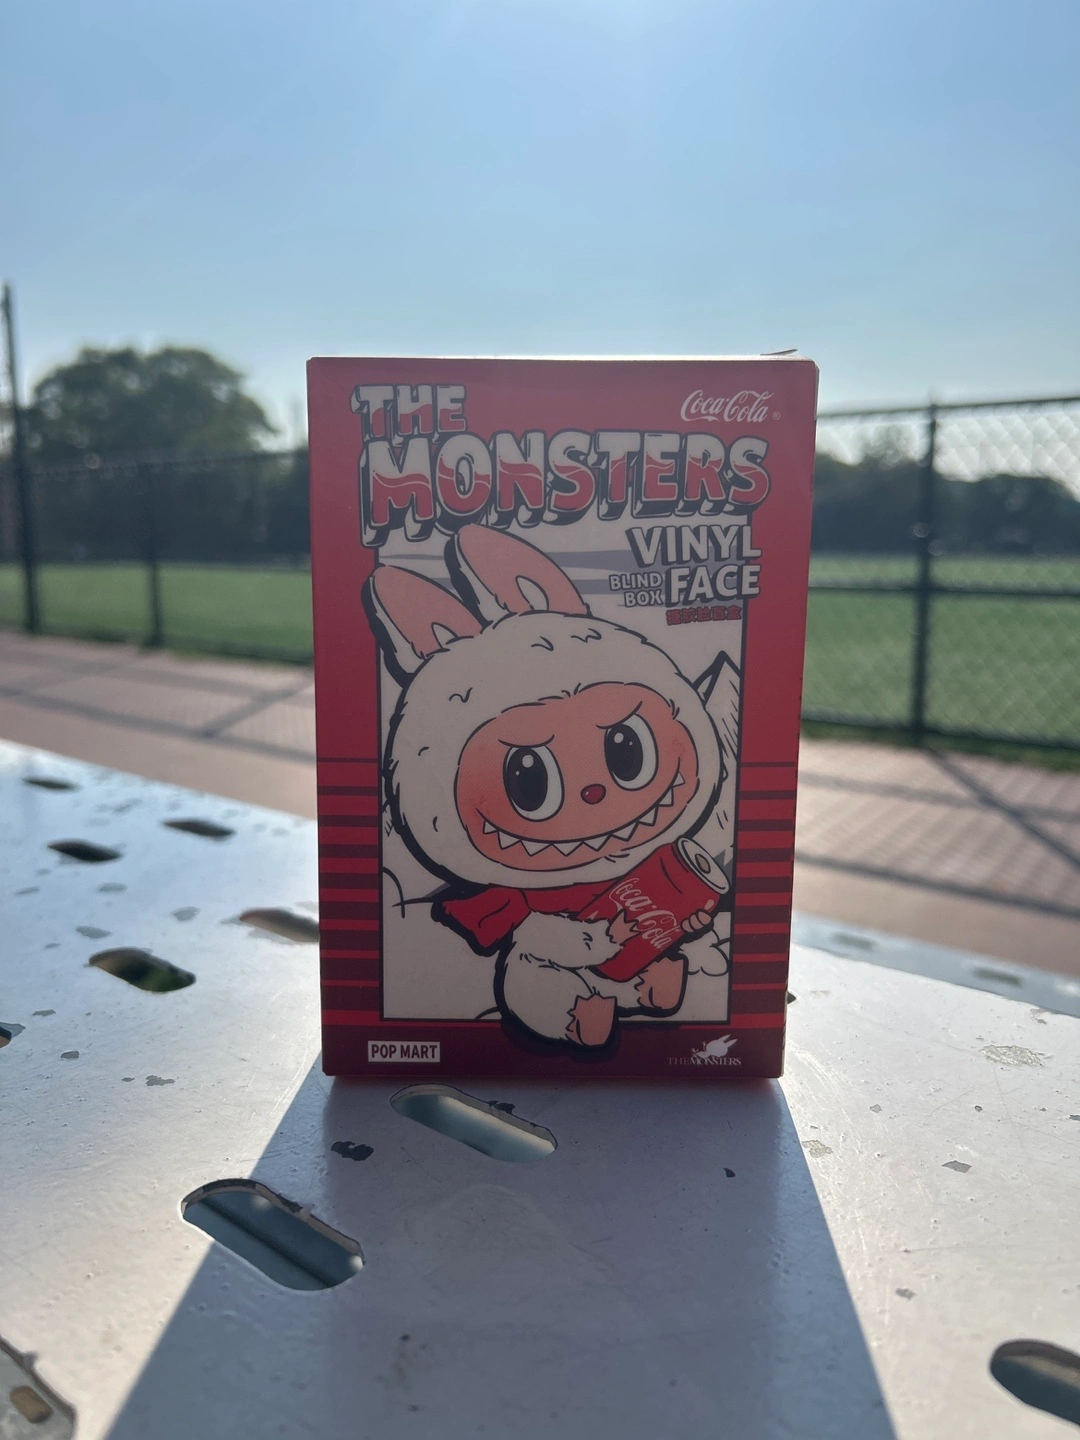 THE
Coca-Cola®
MONSTERS
VINYL
BLIND
BOX
FACE
Coca-Cola
POP MART
THE MONSTERS